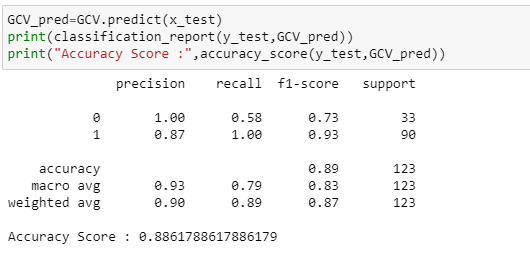 GCV_pred=GCV.predict(x_test)
print(classification_report(y_test,GCV_pred))
print("Accuracy Score :",accuracy_score(y_test,GCV_pred))
precision recall f1-score support
0 1.00 0.58 0.73 33
1 0.87 1.00 0.93 90
accuracy 0.89 123
macro avg 0.93 0.79 0.83 123
weighted avg 0.90 0.89 0.87 123
Accuracy Score : 0.8861788617886179